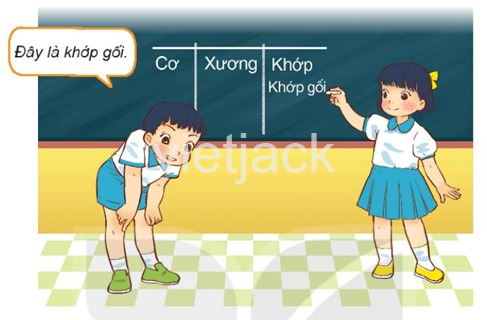 Đây là khớp gối.
Cơ Xương Khớp
Khớp gối
vietjack